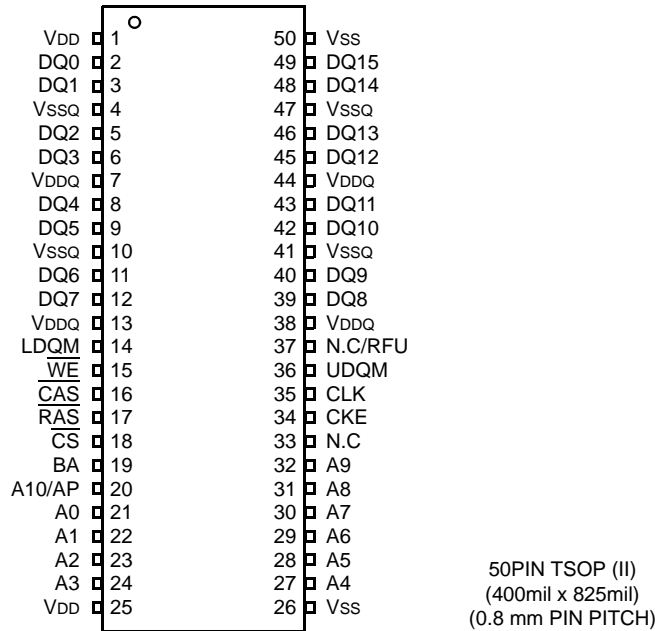 VDD 1 50 VSS
DQ0 2 49 DQ15
DQ1 3 48 DQ14
VSSQ 4 47 VSSQ
DQ2 5 46 DQ13
DQ3 6 45 DQ12
VDDQ 7 44 VDDQ
DQ4 8 43 DQ11
DQ5 9 42 DQ10
VSSQ 10 41 VSSQ
DQ6 11 40 DQ9
DQ7 12 39 DQ8
VDDQ 13 38 VDDQ
LDQM 14 37 N.C/RFU
W̅E̅ 15 36 UDQM
C̅A̅S̅ 16 35 CLK
R̅A̅S̅ 17 34 CKE
C̅S̅ 18 33 N.C
BA 19 32 A9
A10/AP 20 31 A8
A0 21 30 A7
A1 22 29 A6
A2 23 28 A5
A3 24 27 A4
VDD 25 26 VSS
50PIN TSOP (II)
(400mil x 825mil)
(0.8 mm PIN PITCH)